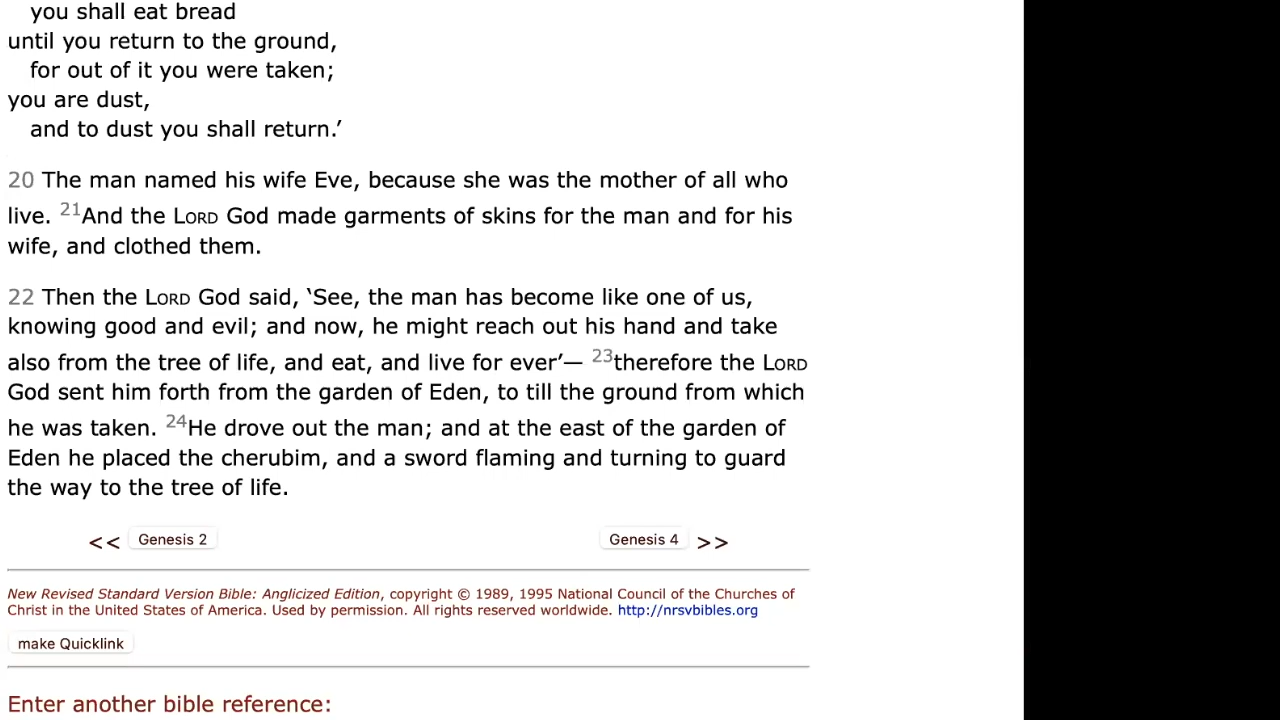 you shall eat bread
until you return to the ground,
for out of it you were taken;
you are dust,
and to dust you shall return.’
20 The man named his wife Eve, because she was the mother of all who
live. 21And the LORD God made garments of skins for the man and for his
wife, and clothed them.
22 Then the LORD God said, ‘See, the man has become like one of us,
knowing good and evil; and now, he might reach out his hand and take
also from the tree of life, and eat, and live for ever’— 23therefore the LORD
God sent him forth from the garden of Eden, to till the ground from which
he was taken. 24He drove out the man; and at the east of the garden of
Eden he placed the cherubim, and a sword flaming and turning to guard
the way to the tree of life.
<< Genesis 2 Genesis 4 >>
New Revised Standard Version Bible: Anglicized Edition, copyright © 1989, 1995 National Council of the Churches of
Christ in the United States of America. Used by permission. All rights reserved worldwide. http://nrsvbibles.org
make Quicklink
Enter another bible reference: